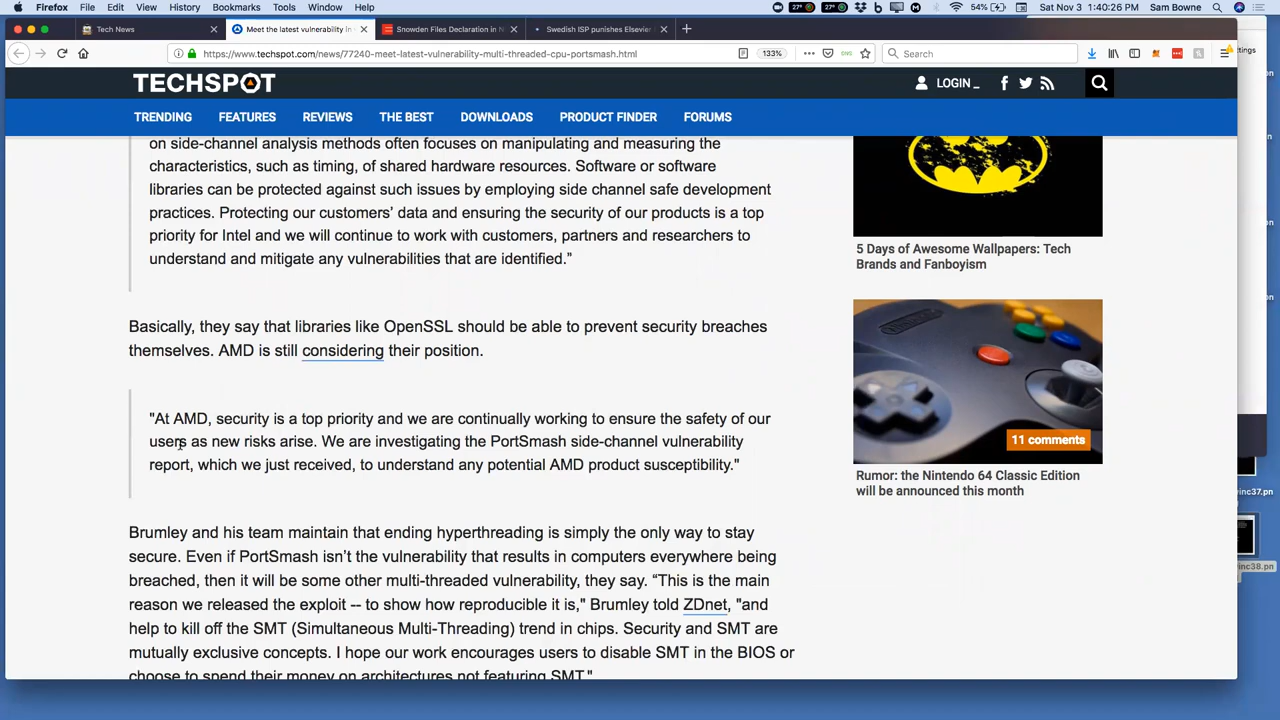 Firefox File Edit View History Bookmarks Tools Window Help
27° 27° 54% Sat Nov 3 1:40:26 PM Sam Bowne
Tech News
Meet the latest vulnerability in
Snowden Files Declaration in N
Swedish ISP punishes Elsevier
https://www.techspot.com/news/77240-meet-latest-vulnerability-multi-threaded-cpu-portsmash.html
133%
Search
TECHSPOT
LOGIN_
TRENDING FEATURES REVIEWS THE BEST DOWNLOADS PRODUCT FINDER FORUMS
on side-channel analysis methods often focuses on manipulating and measuring the
characteristics, such as timing, of shared hardware resources. Software or software
libraries can be protected against such issues by employing side channel safe development
practices. Protecting our customers’ data and ensuring the security of our products is a top
priority for Intel and we will continue to work with customers, partners and researchers to
understand and mitigate any vulnerabilities that are identified.”
Basically, they say that libraries like OpenSSL should be able to prevent security breaches
themselves. AMD is still considering their position.
"At AMD, security is a top priority and we are continually working to ensure the safety of our
users as new risks arise. We are investigating the PortSmash side-channel vulnerability
report, which we just received, to understand any potential AMD product susceptibility."
Brumley and his team maintain that ending hyperthreading is simply the only way to stay
secure. Even if PortSmash isn’t the vulnerability that results in computers everywhere being
breached, then it will be some other multi-threaded vulnerability, they say. “This is the main
reason we released the exploit -- to show how reproducible it is,” Brumley told ZDnet, "and
help to kill off the SMT (Simultaneous Multi-Threading) trend in chips. Security and SMT are
mutually exclusive concepts. I hope our work encourages users to disable SMT in the BIOS or
choose to spend their money on architectures not featuring SMT."
5 Days of Awesome Wallpapers: Tech
Brands and Fanboyism
11 comments
Rumor: the Nintendo 64 Classic Edition
will be announced this month
ettings
vinc37.pn
vinc38.pn